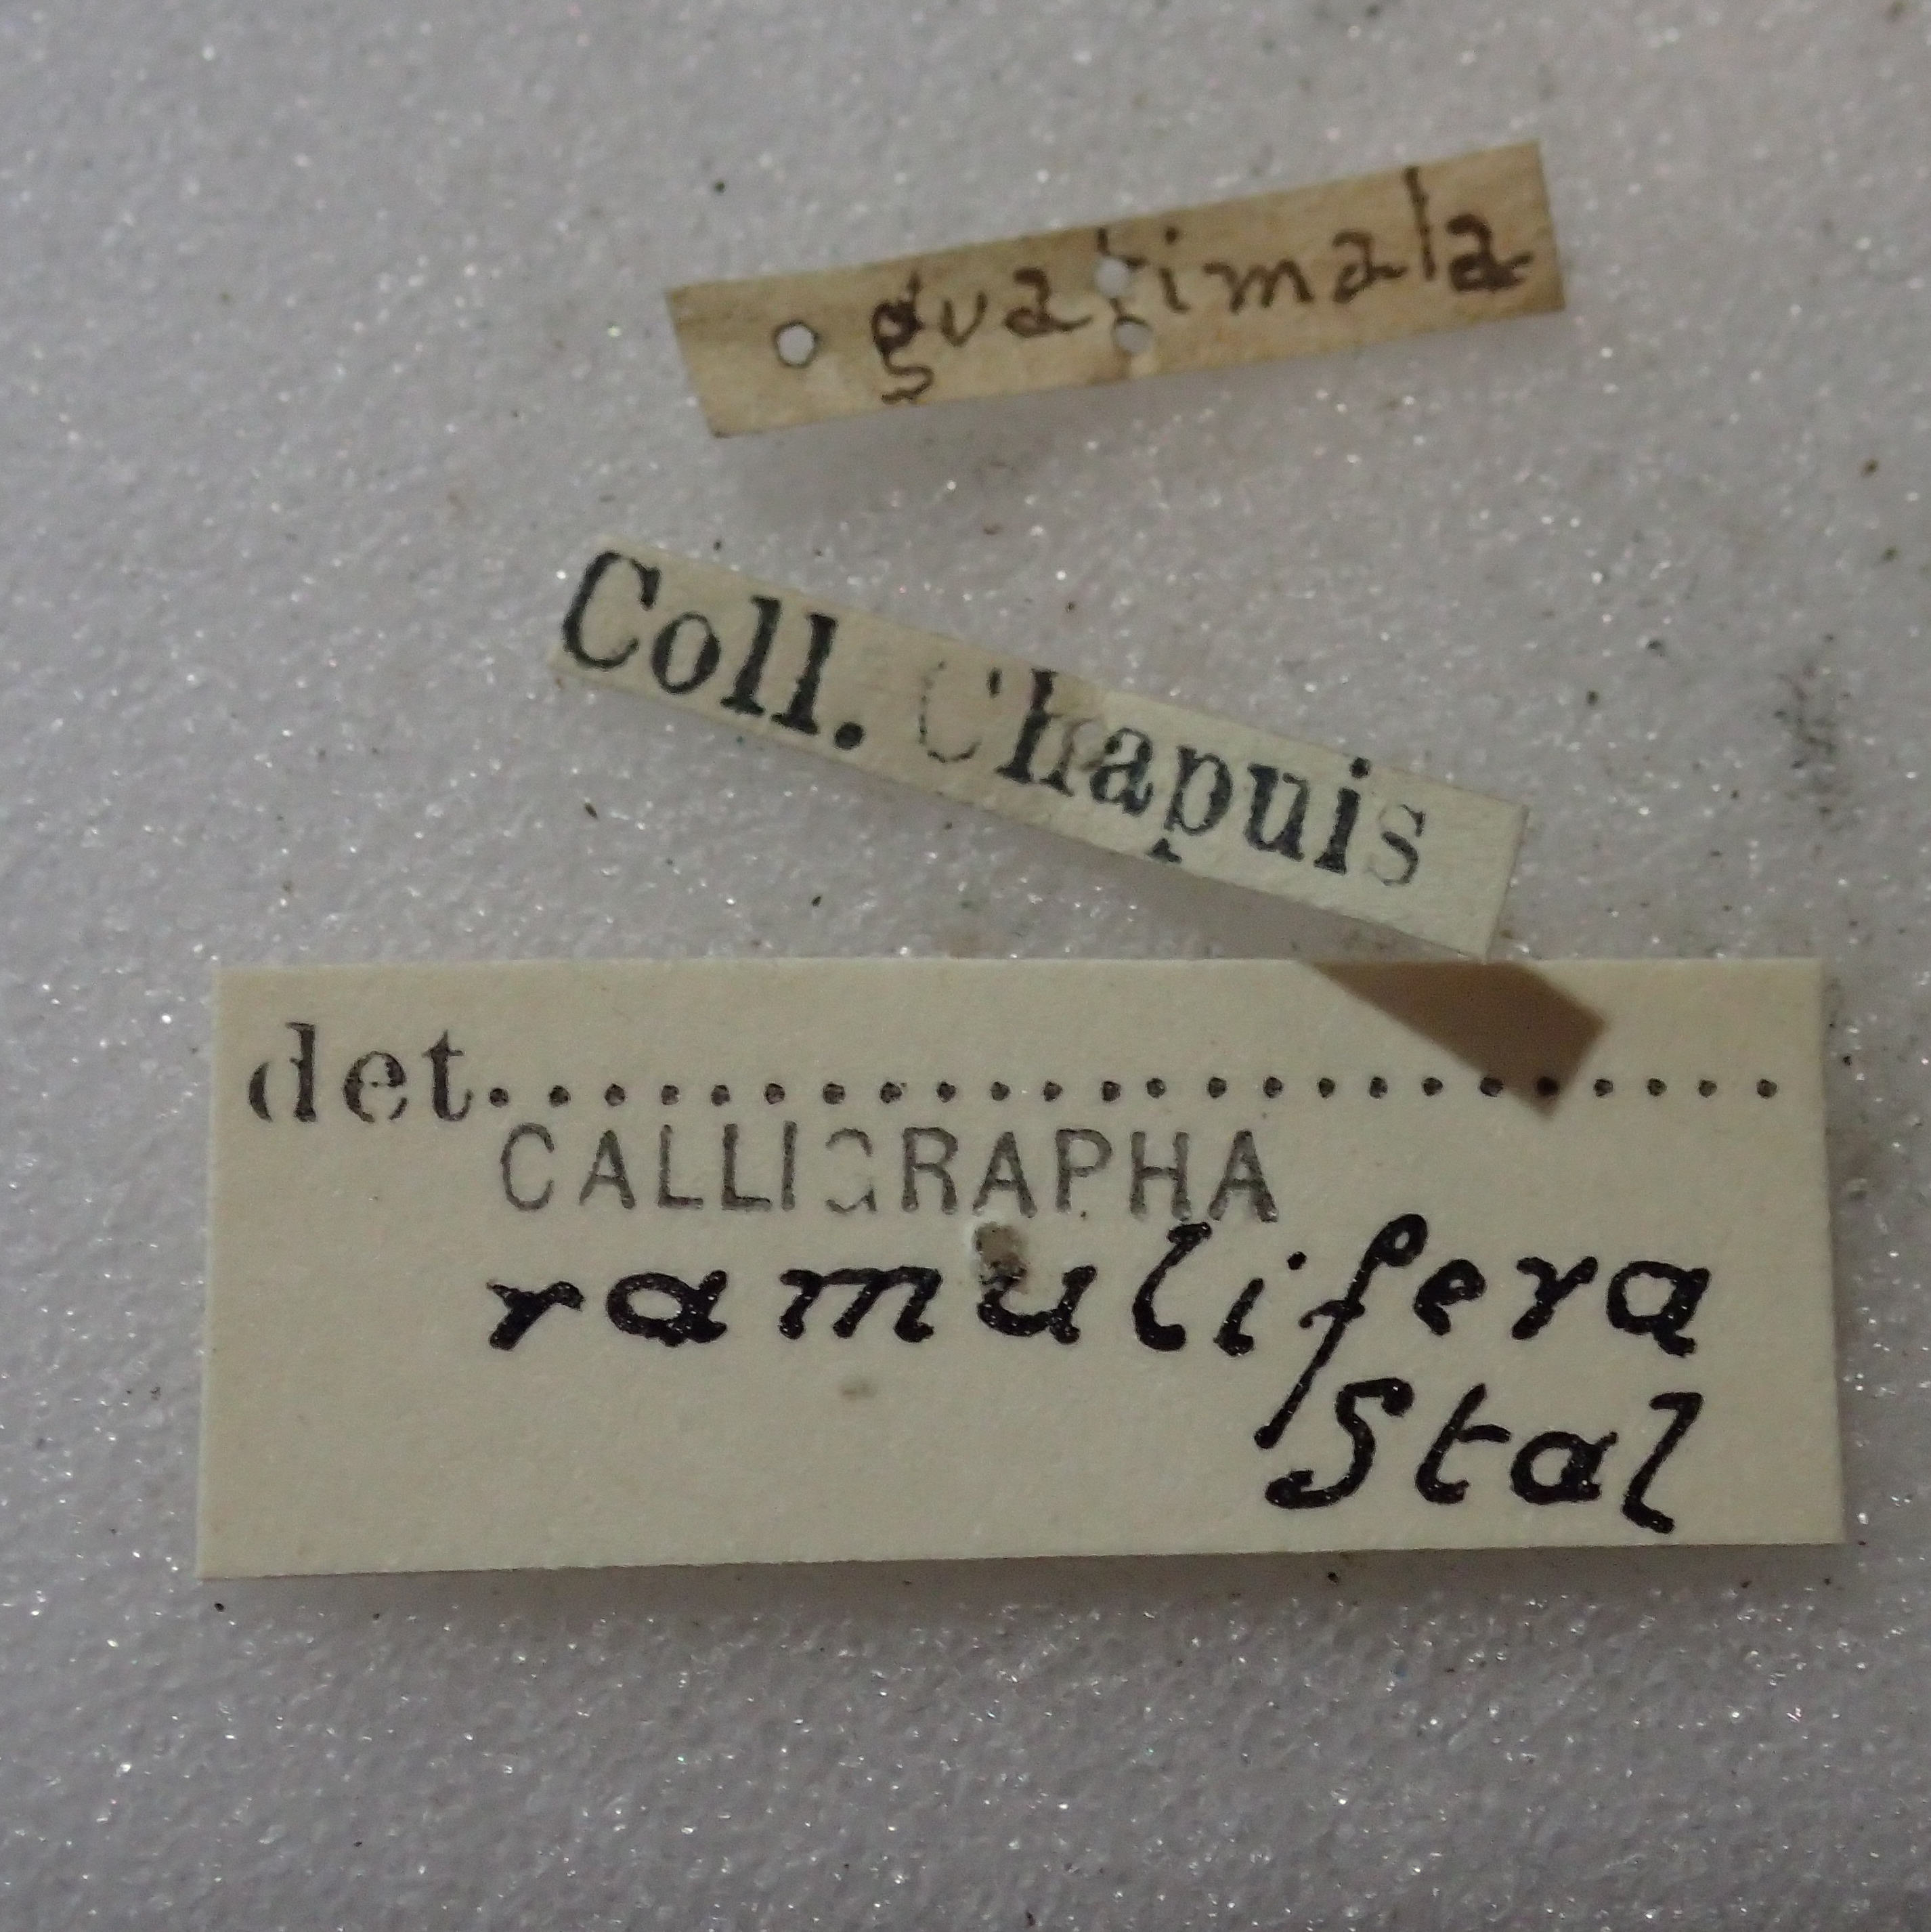 guatimala
Coll. Chapuis
det..........................
CALLIGRAPHA
ramulifera
Stal